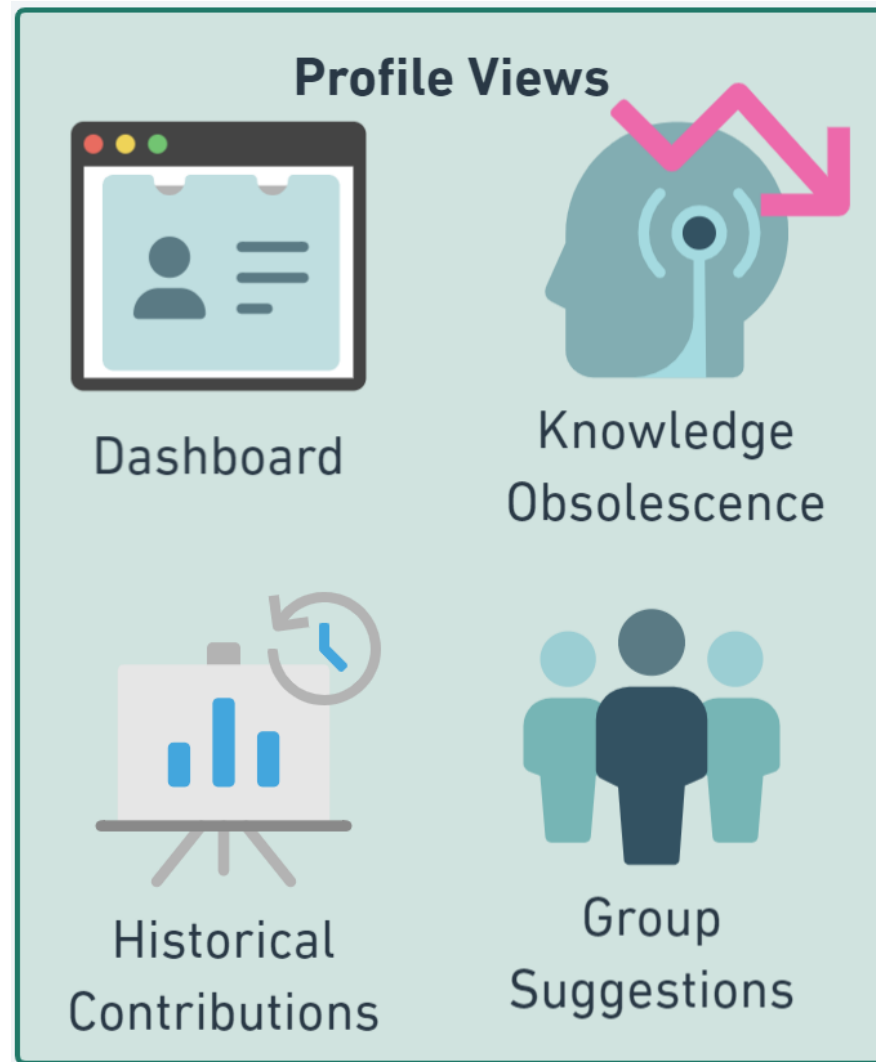 Profile Views
Dashboard
Knowledge
Obsolescence
Historical
Contributions
Group
Suggestions